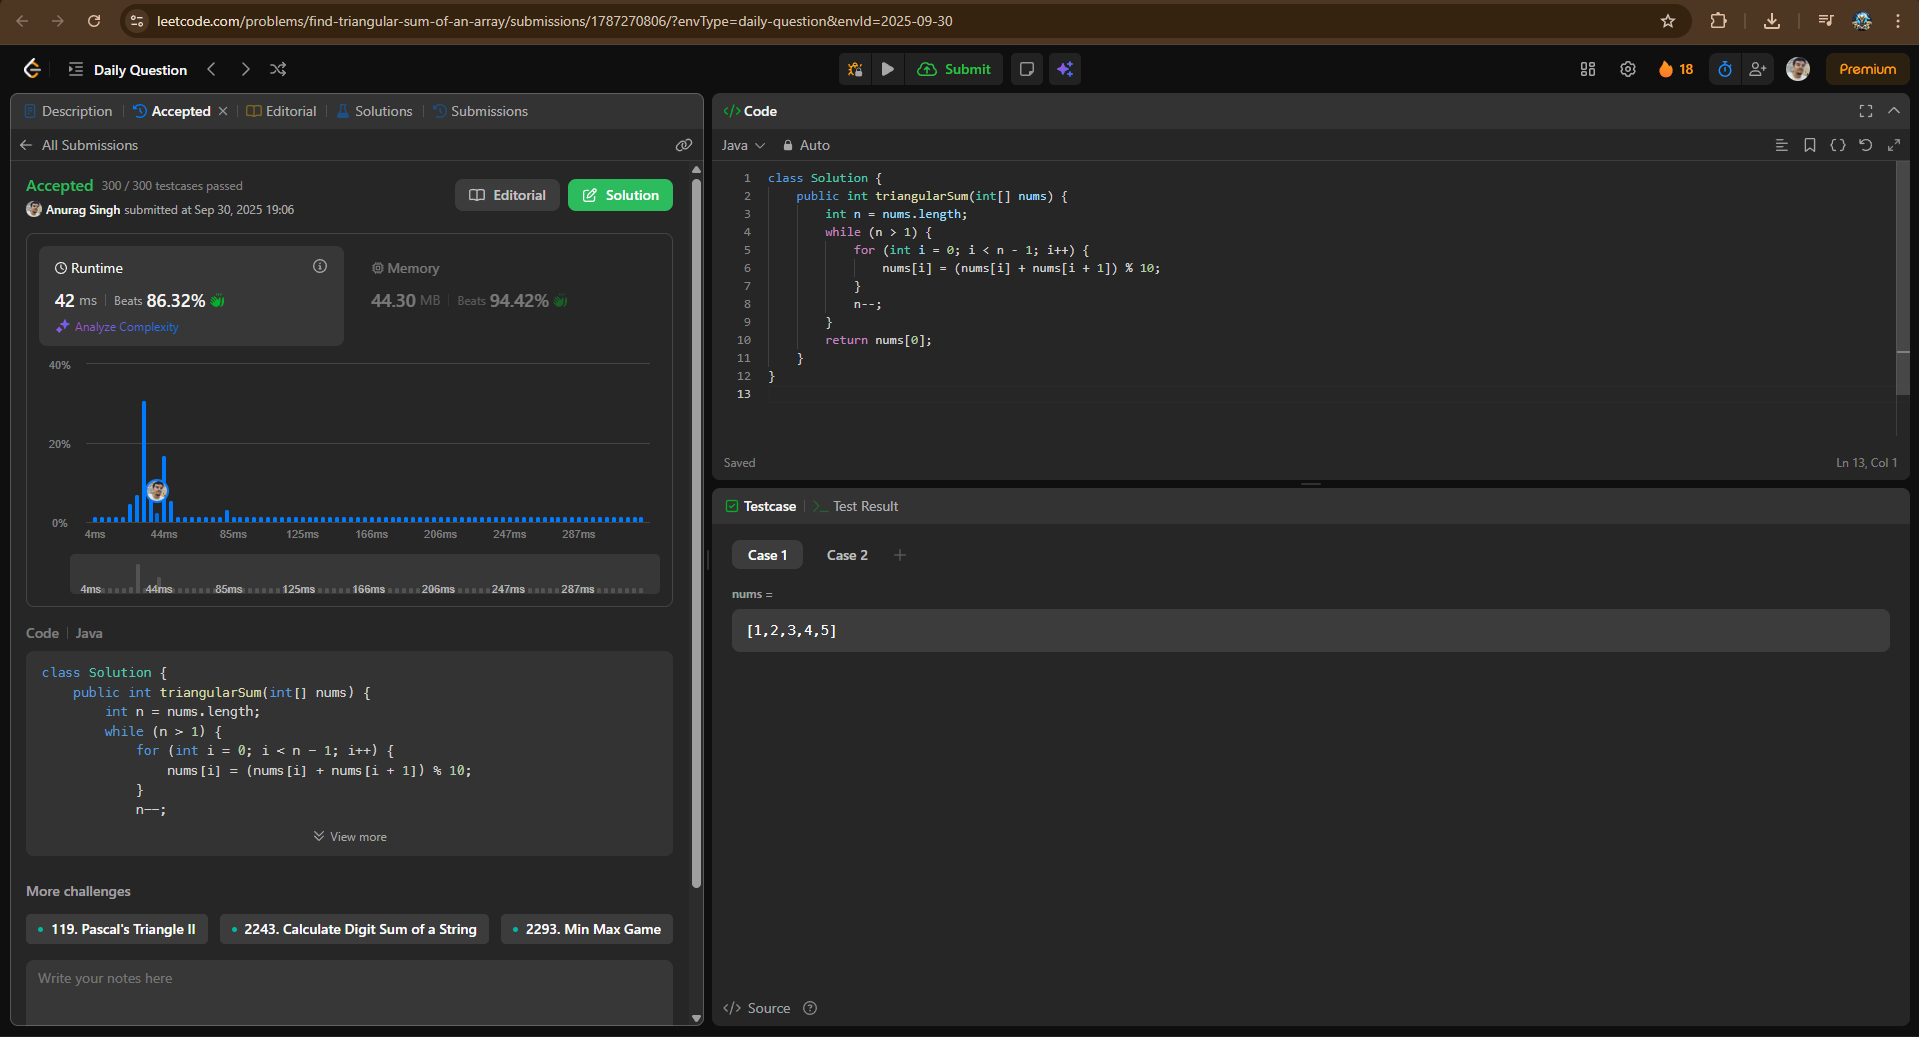 leetcode.com/problems/find-triangular-sum-of-an-array/submissions/1787270806/?envType=daily-question&envId=2025-09-30
Daily Question
Submit
18
Premium
Description
Accepted
Editorial
Solutions
Submissions
All Submissions
Accepted 300 / 300 testcases passed
Anurag Singh submitted at Sep 30, 2025 19:06
Editorial
Solution
Runtime
42 ms Beats 86.32%
Analyze Complexity
Memory
44.30 MB Beats 94.42%
40%
20%
0%
4ms 44ms 85ms 125ms 166ms 206ms 247ms 287ms
4ms 44ms 85ms 125ms 166ms 206ms 247ms 287ms
Code Java
class Solution {
public int triangularSum(int[] nums) {
int n = nums.length;
while (n > 1) {
for (int i = 0; i < n - 1; i++) {
nums[i] = (nums[i] + nums[i + 1]) % 10;
}
n--;
View more
More challenges
119. Pascal's Triangle II
2243. Calculate Digit Sum of a String
2293. Min Max Game
Write your notes here
</> Code
Java Auto
1 class Solution {
2 public int triangularSum(int[] nums) {
3 int n = nums.length;
4 while (n > 1) {
5 for (int i = 0; i < n - 1; i++) {
6 nums[i] = (nums[i] + nums[i + 1]) % 10;
7 }
8 n--;
9 }
10 return nums[0];
11 }
12 }
13
Saved
Ln 13, Col 1
Testcase
>_ Test Result
Case 1
Case 2
+
nums =
[1,2,3,4,5]
</> Source